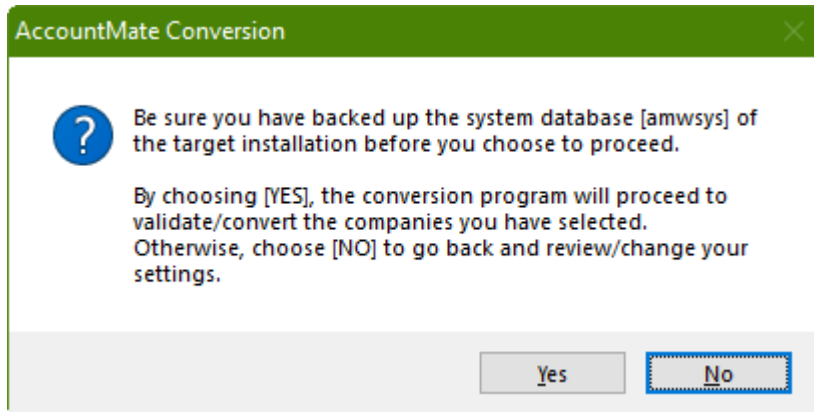 AccountMate Conversion
Be sure you have backed up the system database [amwsys] of
the target installation before you choose to proceed.
By choosing [YES], the conversion program will proceed to
validate/convert the companies you have selected.
Otherwise, choose [NO] to go back and review/change your
settings.
Yes No